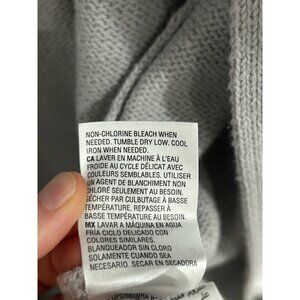 NON-CHLORINE BLEACH WHEN
NEEDED. TUMBLE DRY LOW. COOL
IRON WHEN NEEDED.
CA LAVER EN MACHINE À L'EAU
FROIDE AU CYCLE DÉLICAT AVEC
COULEURS SEMBLABLES. UTILISER
UN AGENT DE BLANCHIMENT NON
CHLORÉ SEULEMENT AU BESOIN.
SÉCHER PAR CULBUTAGE À BASSE
TEMPÉRATURE. REPASSER À BASSE
TEMPÉRATURE, AU BESOIN.
MX LAVAR A MÁQUINA EN AGUA
FRÍA CICLO DELICADO CON
COLORES SIMILARES.
BLANQUEADOR SIN CLORO
SOLAMENTE CUANDO SEA
NECESARIO. SECAR EN SECADORA